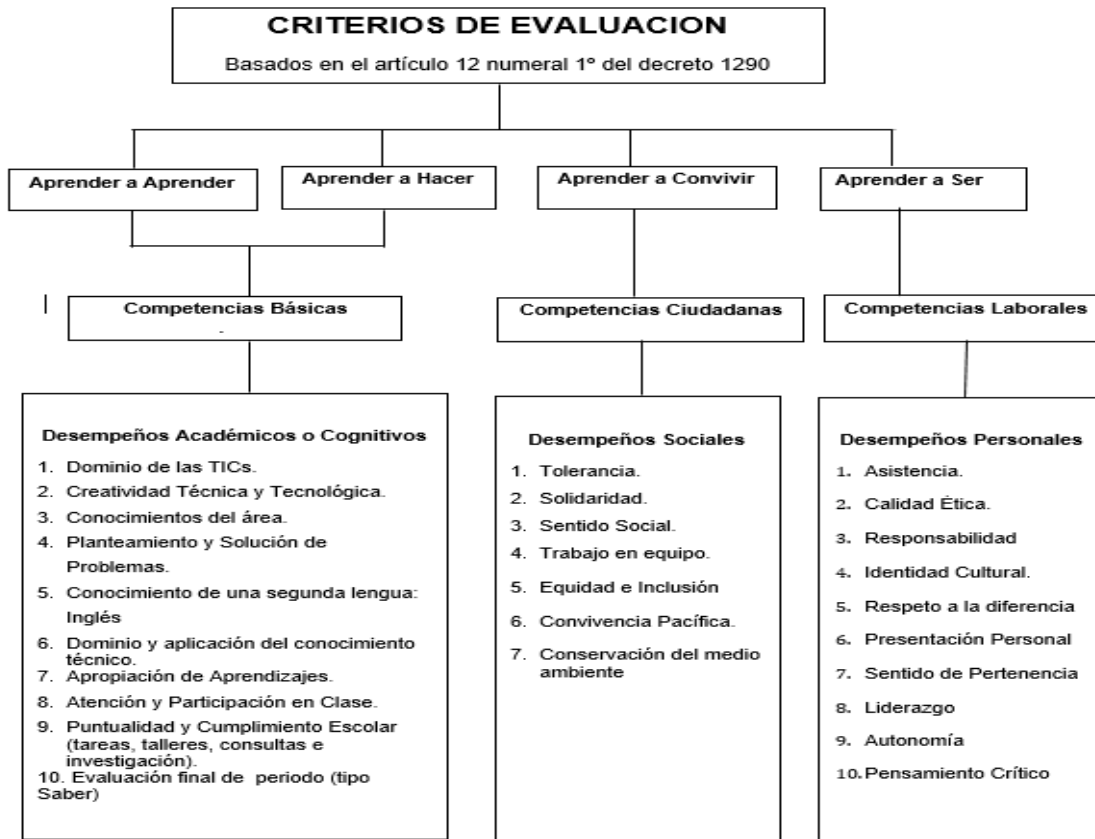 CRITERIOS DE EVALUACION
Basados en el artículo 12 numeral 1º del decreto 1290
Aprender a Aprender
Aprender a Hacer
Aprender a Convivir
Aprender a Ser
Competencias Básicas
Competencias Ciudadanas
Competencias Laborales
Desempeños Académicos o Cognitivos
1. Dominio de las TICs.
2. Creatividad Técnica y Tecnológica.
3. Conocimientos del área.
4. Planteamiento y Solución de
Problemas.
5. Conocimiento de una segunda lengua:
Inglés
6. Dominio y aplicación del conocimiento
técnico.
7. Apropiación de Aprendizajes.
8. Atención y Participación en Clase.
9. Puntualidad y Cumplimiento Escolar
(tareas, talleres, consultas e
investigación).
10. Evaluación final de periodo (tipo
Saber)
Desempeños Sociales
1. Tolerancia.
2. Solidaridad.
3. Sentido Social.
4. Trabajo en equipo.
5. Equidad e Inclusión
6. Convivencia Pacífica.
7. Conservación del medio
ambiente
Desempeños Personales
1. Asistencia.
2. Calidad Ética.
3. Responsabilidad
4. Identidad Cultural.
5. Respeto a la diferencia
6. Presentación Personal
7. Sentido de Pertenencia
8. Liderazgo
9. Autonomía
10. Pensamiento Crítico